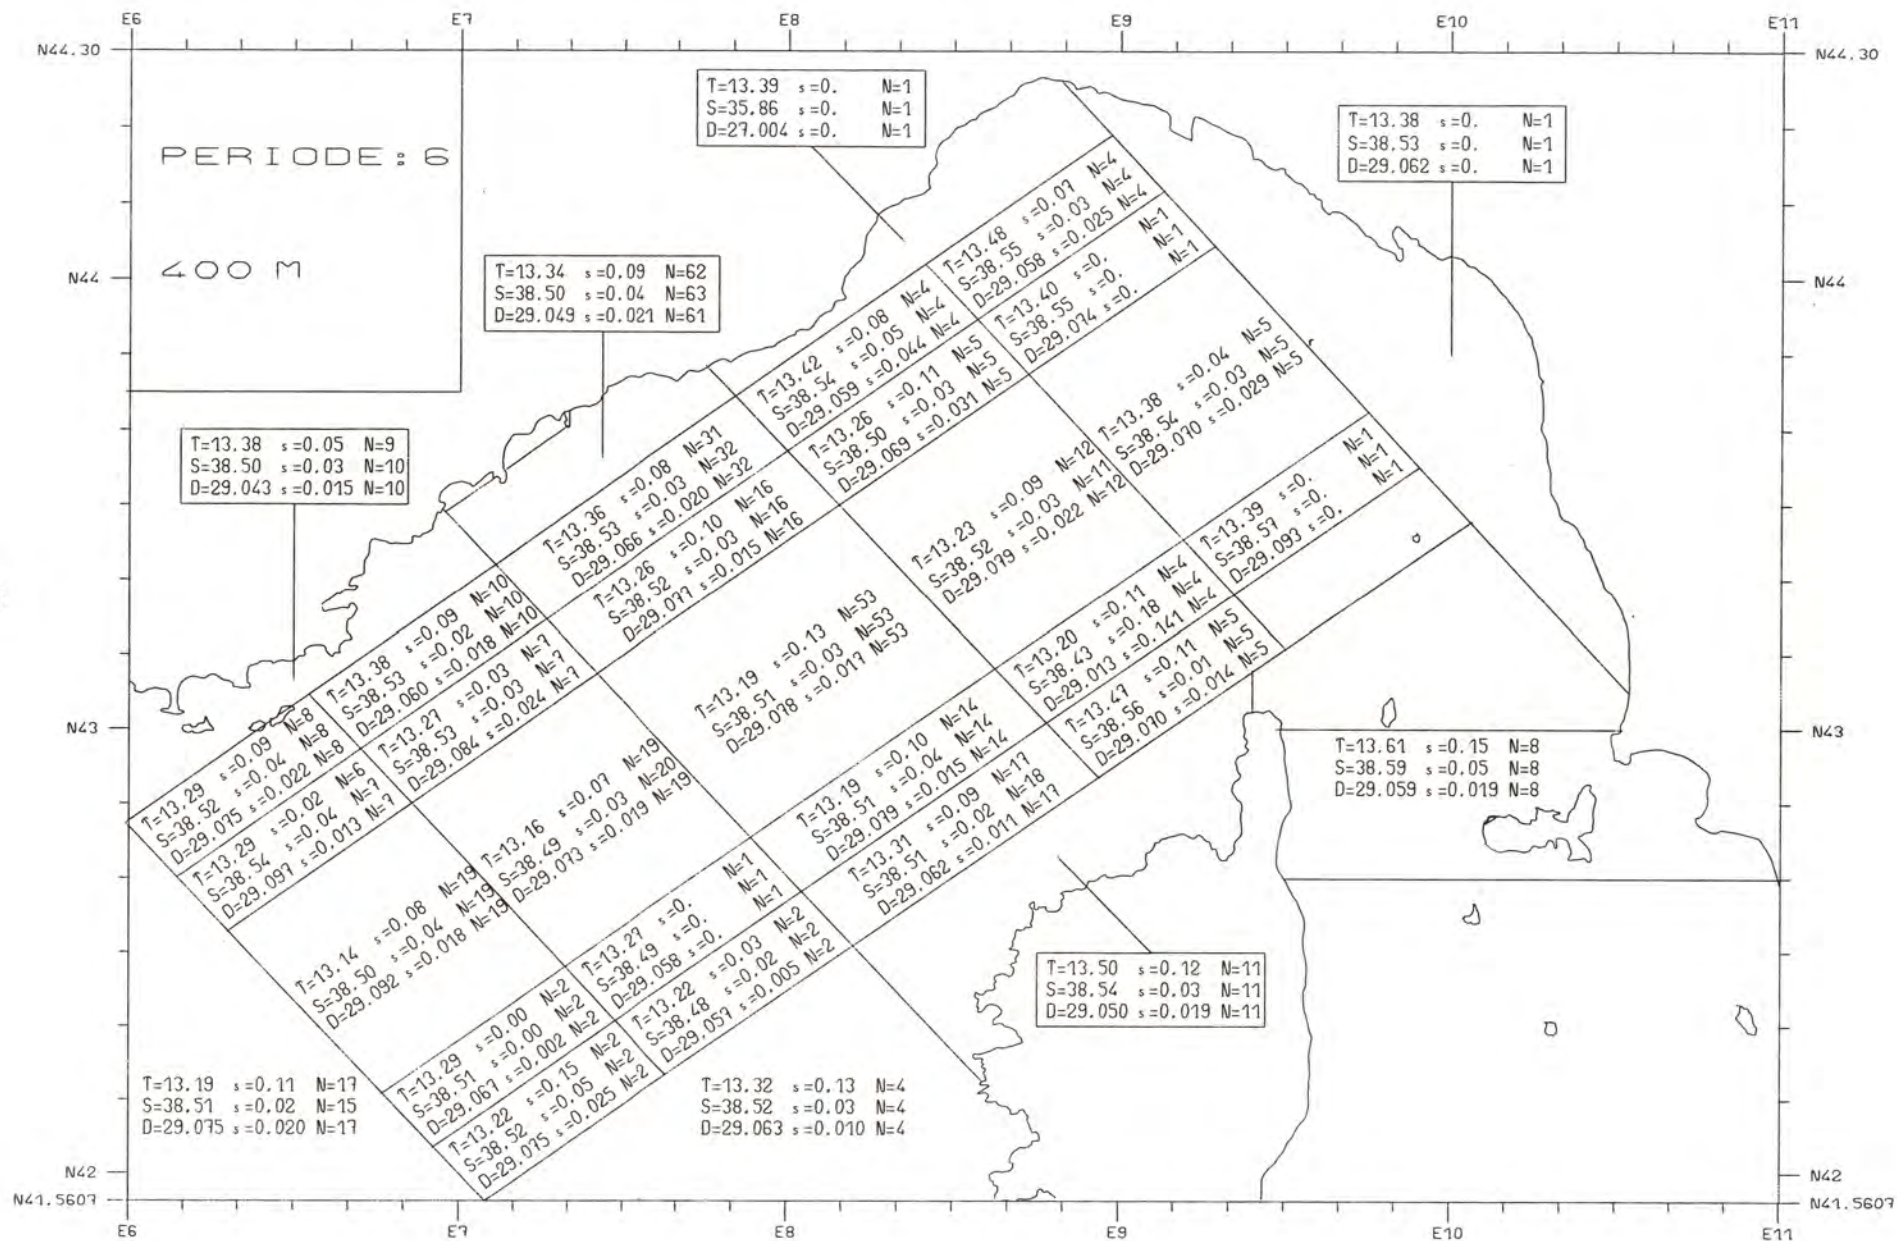 E6 E7 E8 E9 E10 E11
N44.30 N44.30
PERIODE: 6
400 M
T=13.39 s=0. N=1
S=35.86 s=0. N=1
D=27.004 s=0. N=1
T=13.38 s=0. N=1
S=38.53 s=0. N=1
D=29.062 s=0. N=1
T=13.34 s=0.09 N=62
S=38.50 s=0.04 N=63
D=29.049 s=0.021 N=61
T=13.38 s=0.05 N=9
S=38.50 s=0.03 N=10
D=29.043 s=0.015 N=10
N44 N44
T=13.48 s=0.07 N=4
S=38.55 s=0.03 N=4
D=29.058 s=0.025 N=4
T=13.40 s=0. N=1
S=38.55 s=0. N=1
D=29.074 s=0. N=1
T=13.42 s=0.08 N=4
S=38.54 s=0.05 N=4
D=29.059 s=0.044 N=4
T=13.26 s=0.11 N=5
S=38.50 s=0.03 N=5
D=29.069 s=0.031 N=5
T=13.38 s=0.04 N=5
S=38.54 s=0.03 N=5
D=29.070 s=0.029 N=5
T=13.36 s=0.08 N=31
S=38.53 s=0.03 N=32
D=29.066 s=0.020 N=32
T=13.26 s=0.10 N=16
S=38.52 s=0.03 N=16
D=29.077 s=0.015 N=16
T=13.23 s=0.09 N=12
S=38.52 s=0.03 N=11
D=29.079 s=0.022 N=12
T=13.39 s=0. N=1
S=38.57 s=0. N=1
D=29.093 s=0. N=1
T=13.38 s=0.09 N=10
S=38.53 s=0.02 N=10
D=29.060 s=0.018 N=10
T=13.27 s=0.03 N=7
S=38.53 s=0.03 N=7
D=29.084 s=0.024 N=7
T=13.19 s=0.13 N=53
S=38.51 s=0.03 N=53
D=29.078 s=0.017 N=53
T=13.20 s=0.11 N=4
S=38.43 s=0.18 N=4
D=29.013 s=0.141 N=4
T=13.47 s=0.11 N=5
S=38.56 s=0.01 N=5
D=29.070 s=0.014 N=5
N43 N43
T=13.29 s=0.09 N=8
S=38.52 s=0.04 N=8
D=29.075 s=0.022 N=8
T=13.29 s=0.02 N=6
S=38.54 s=0.04 N=7
D=29.097 s=0.013 N=7
T=13.16 s=0.07 N=19
S=38.49 s=0.03 N=20
D=29.073 s=0.019 N=19
T=13.19 s=0.10 N=14
S=38.51 s=0.04 N=14
D=29.079 s=0.015 N=14
T=13.31 s=0.09 N=17
S=38.51 s=0.02 N=18
D=29.062 s=0.011 N=17
T=13.61 s=0.15 N=8
S=38.59 s=0.05 N=8
D=29.059 s=0.019 N=8
T=13.14 s=0.08 N=19
S=38.50 s=0.04 N=19
D=29.092 s=0.018 N=19
T=13.27 s=0. N=1
S=38.49 s=0. N=1
D=29.058 s=0. N=1
T=13.22 s=0.03 N=2
S=38.48 s=0.02 N=2
D=29.057 s=0.005 N=2
T=13.50 s=0.12 N=11
S=38.54 s=0.03 N=11
D=29.050 s=0.019 N=11
T=13.29 s=0.00 N=2
S=38.51 s=0.00 N=2
D=29.067 s=0.002 N=2
T=13.22 s=0.15 N=2
S=38.52 s=0.05 N=2
D=29.075 s=0.025 N=2
T=13.19 s=0.11 N=17
S=38.51 s=0.02 N=15
D=29.075 s=0.020 N=17
T=13.32 s=0.13 N=4
S=38.52 s=0.03 N=4
D=29.063 s=0.010 N=4
N42 N42
N41.5607 N41.5607
E6 E7 E8 E9 E10 E11